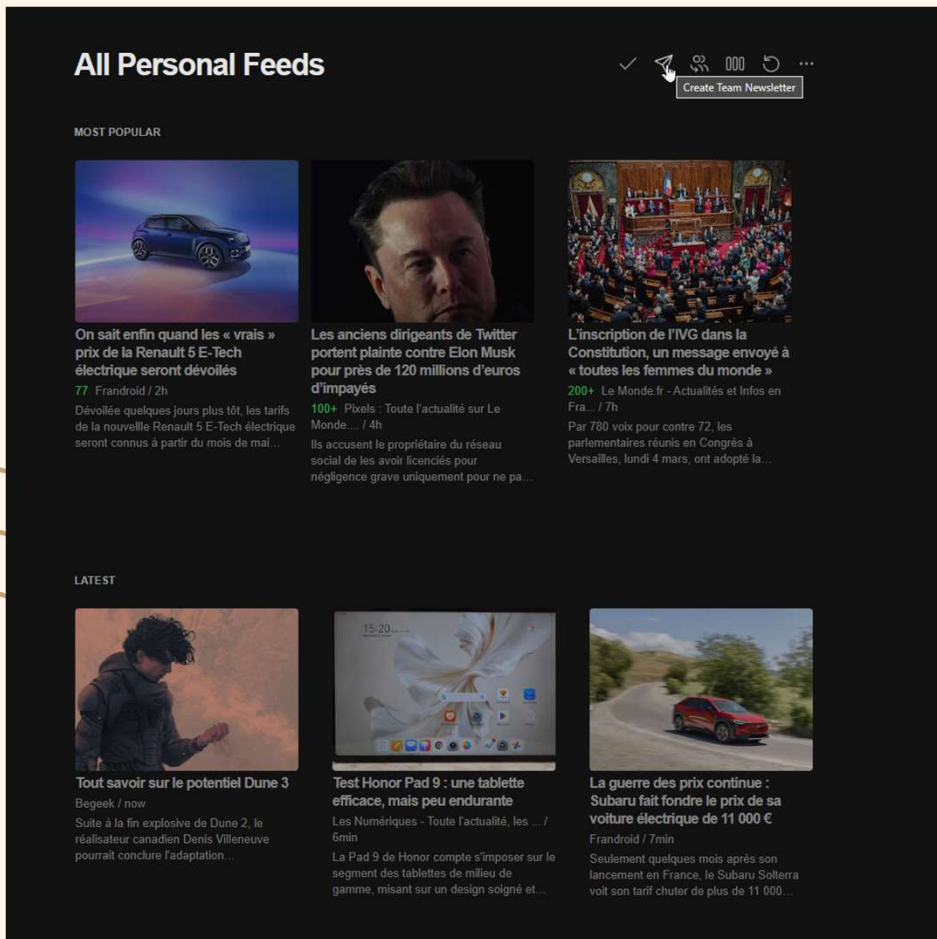 All Personal Feeds
Create Team Newsletter
MOST POPULAR
On sait enfin quand les « vrais »
prix de la Renault 5 E-Tech
électrique seront dévoilés
77 Frandroid / 2h
Dévoilée quelques jours plus tôt, les tarifs
de la nouvellle Renault 5 E-Tech électrique
seront connus à partir du mois de mai...
Les anciens dirigeants de Twitter
portent plainte contre Elon Musk
pour près de 120 millions d’euros
d’impayés
100+ Pixels : Toute l’actualité sur Le
Monde.... / 4h
Ils accusent le propriétaire du réseau
social de les avoir licenciés pour
négligence grave uniquement pour ne pa...
L’inscription de l’IVG dans la
Constitution, un message envoyé à
« toutes les femmes du monde »
200+ Le Monde.fr - Actualités et Infos en
Fra... / 7h
Par 780 voix pour contre 72, les
parlementaires réunis en Congrès à
Versailles, lundi 4 mars, ont adopté la...
LATEST
Tout savoir sur le potentiel Dune 3
Begeek / now
Suite à la fin explosive de Dune 2, le
réalisateur canadien Denis Villeneuve
pourrait conclure l’adaptation...
15:20
Test Honor Pad 9 : une tablette
efficace, mais peu endurante
Les Numériques - Toute l’actualité, les ... /
6min
La Pad 9 de Honor compte s’imposer sur le
segment des tablettes de milieu de
gamme, misant sur un design soigné et...
La guerre des prix continue :
Subaru fait fondre le prix de sa
voiture électrique de 11 000 €
Frandroid / 7min
Seulement quelques mois après son
lancement en France, le Subaru Solterra
voit son tarif chuter de plus de 11 000...